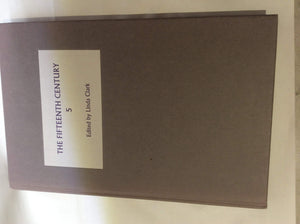 THE FIFTEENTH CENTURY
5
Edited by Linda Clark